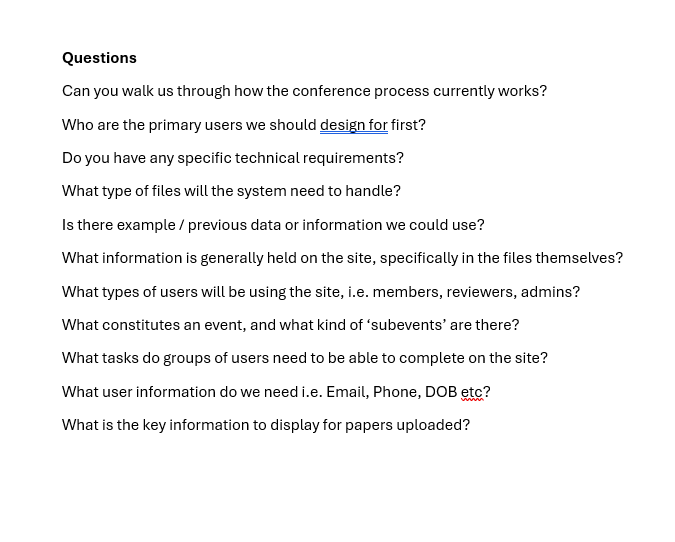 Questions
Can you walk us through how the conference process currently works?
Who are the primary users we should design for first?
Do you have any specific technical requirements?
What type of files will the system need to handle?
Is there example / previous data or information we could use?
What information is generally held on the site, specifically in the files themselves?
What types of users will be using the site, i.e. members, reviewers, admins?
What constitutes an event, and what kind of ‘subevents’ are there?
What tasks do groups of users need to be able to complete on the site?
What user information do we need i.e. Email, Phone, DOB etc?
What is the key information to display for papers uploaded?